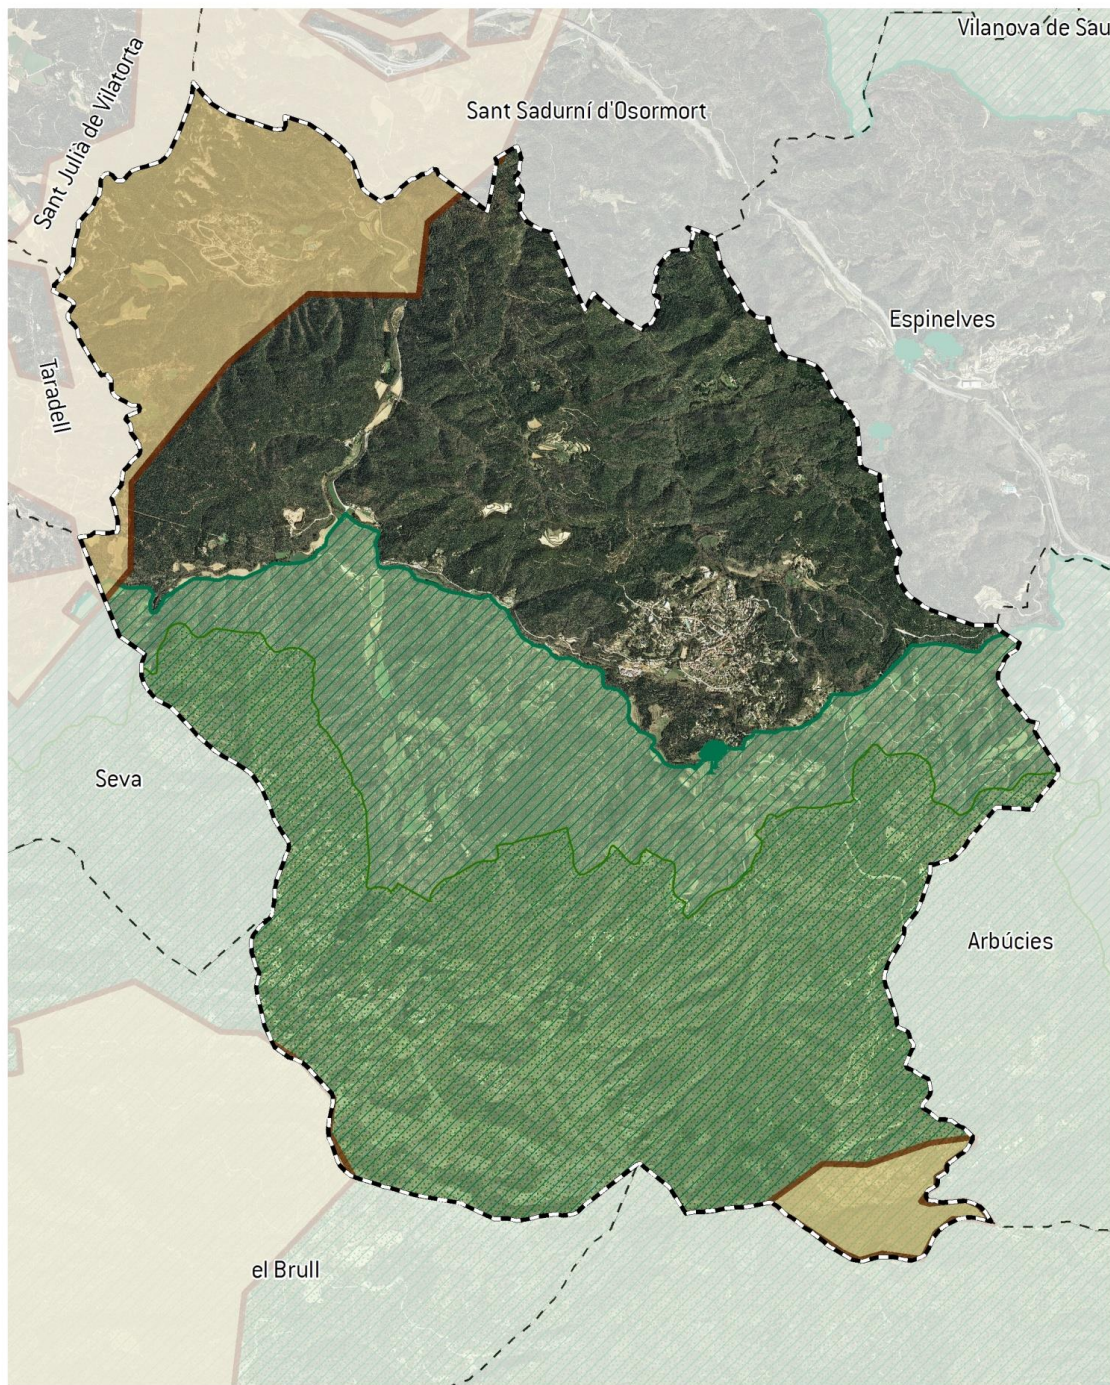 Vilanova de Sau
Sant Julià de Vilatorta
Sant Sadurní d'Osormort
Espinelves
Taradell
Seva
Arbúcies
el Brull